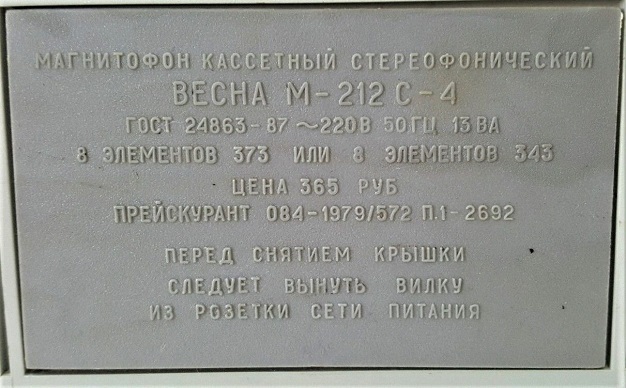 МАГНИТОФОН КАССЕТНЫЙ СТЕРЕОФОНИЧЕСКИЙ
ВЕСНА М-212 С-4
ГОСТ 24863-87 ~220В 50ГЦ 13ВА
8 ЭЛЕМЕНТОВ 373 ИЛИ 8 ЭЛЕМЕНТОВ 343
ЦЕНА 365 РУБ
ПРЕЙСКУРАНТ 084-1979/572 П.1-2692
ПЕРЕД СНЯТИЕМ КРЫШКИ
СЛЕДУЕТ ВЫНУТЬ ВИЛКУ
ИЗ РОЗЕТКИ СЕТИ ПИТАНИЯ